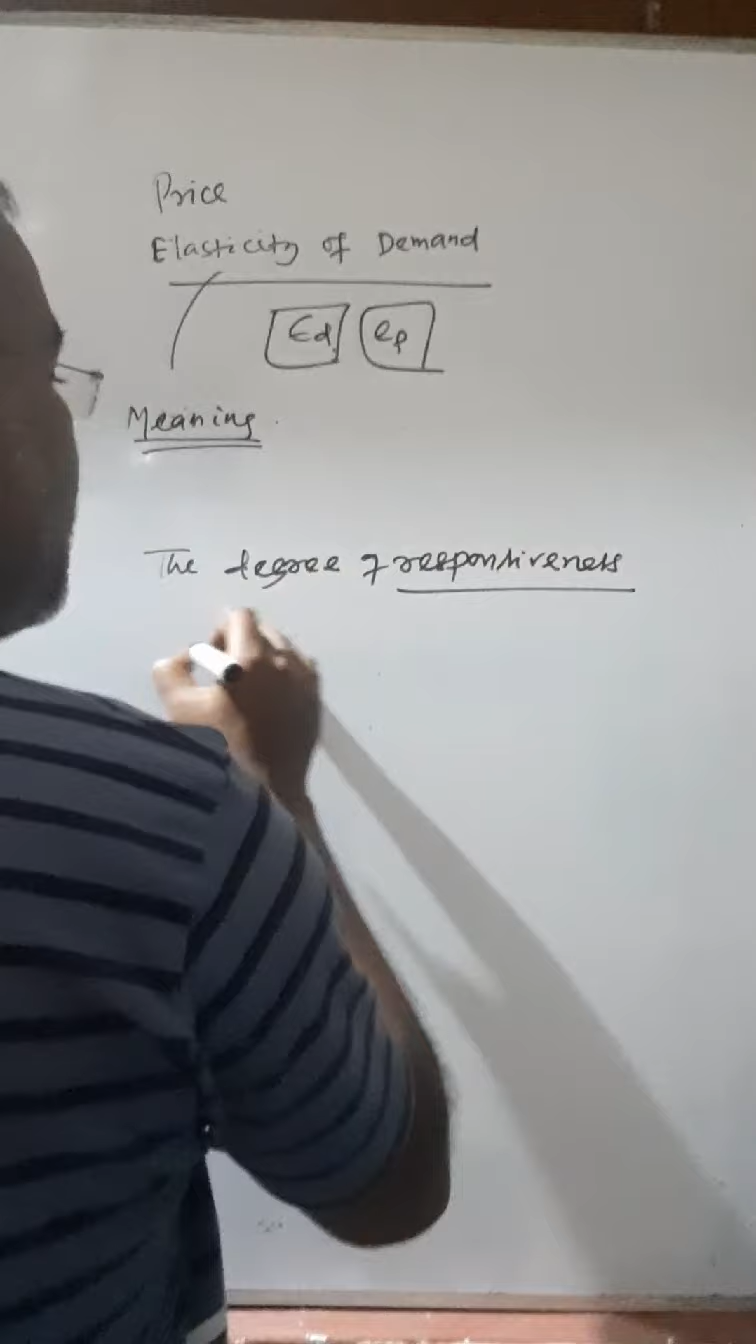 Price
Elasticity of Demand
Ed ep
Meaning
The degree of responsiveness